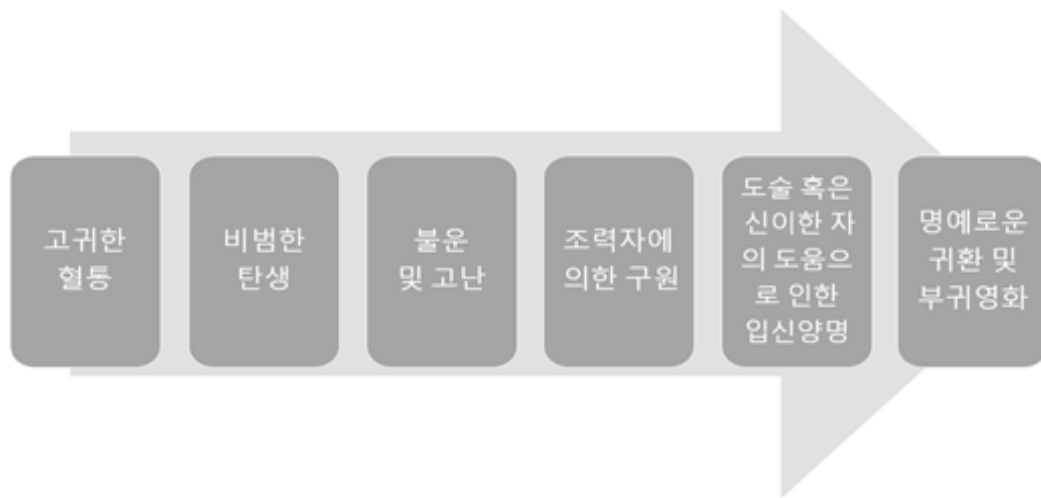 고귀한
혈통
비범한
탄생
불운
및 고난
조력자에
의한 구원
도술 혹은
신이한 자
의 도움으
로 인한
입신양명
명예로운
귀환 및
부귀영화